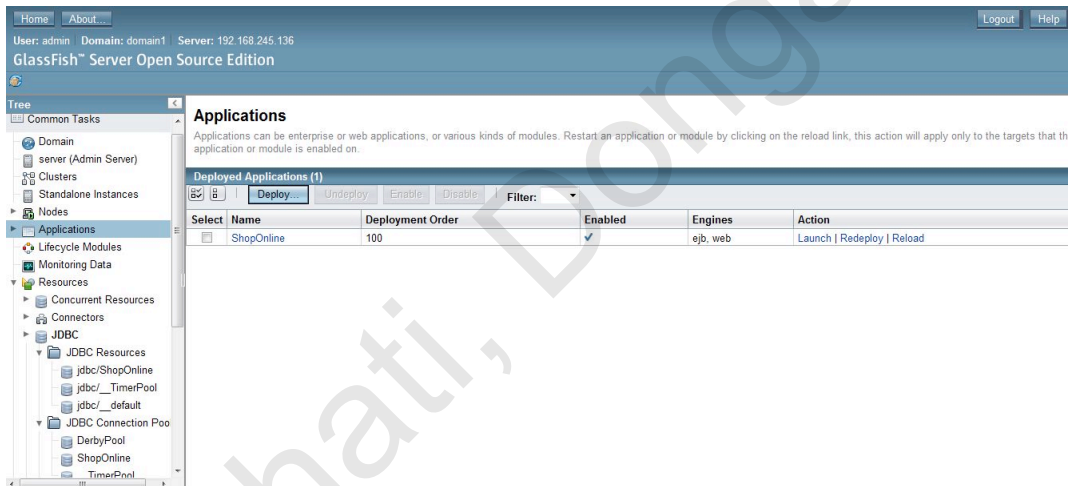 Home About...
Logout Help
User: admin Domain: domain1 Server: 192.168.245.136
GlassFish™ Server Open Source Edition
Tree
Common Tasks
Domain
server (Admin Server)
Clusters
Standalone Instances
Nodes
Applications
Lifecycle Modules
Monitoring Data
Resources
Concurrent Resources
Connectors
JDBC
JDBC Resources
jdbc/ShopOnline
jdbc/__TimerPool
jdbc/__default
JDBC Connection Poo
DerbyPool
ShopOnline
__TimerPool
Applications
Applications can be enterprise or web applications, or various kinds of modules. Restart an application or module by clicking on the reload link, this action will apply only to the targets that th
application or module is enabled on.
Deployed Applications (1)
Deploy... Undeploy Enable Disable Filter:
Select Name Deployment Order Enabled Engines Action
ShopOnline 100 ejb, web Launch | Redeploy | Reload
hati, Donga